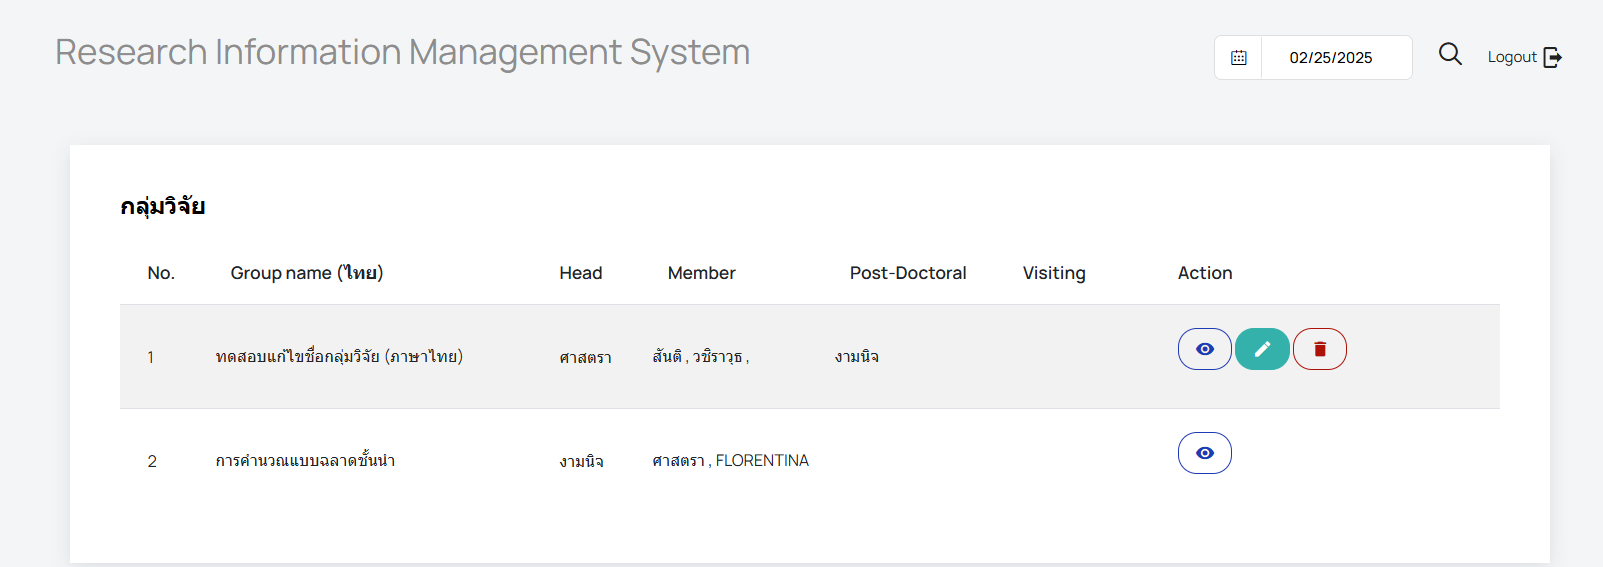 Research Information Management System
02/25/2025
Logout
กลุ่มวิจัย
No. Group name (ไทย) Head Member Post-Doctoral Visiting Action
1 ทดสอบแก้ไขชื่อกลุ่มวิจัย (ภาษาไทย) ศาสตรา สันติ , วชิราวุธ , งามนิจ
2 การคำนวณแบบฉลาดชั้นนำ งามนิจ ศาสตรา , FLORENTINA